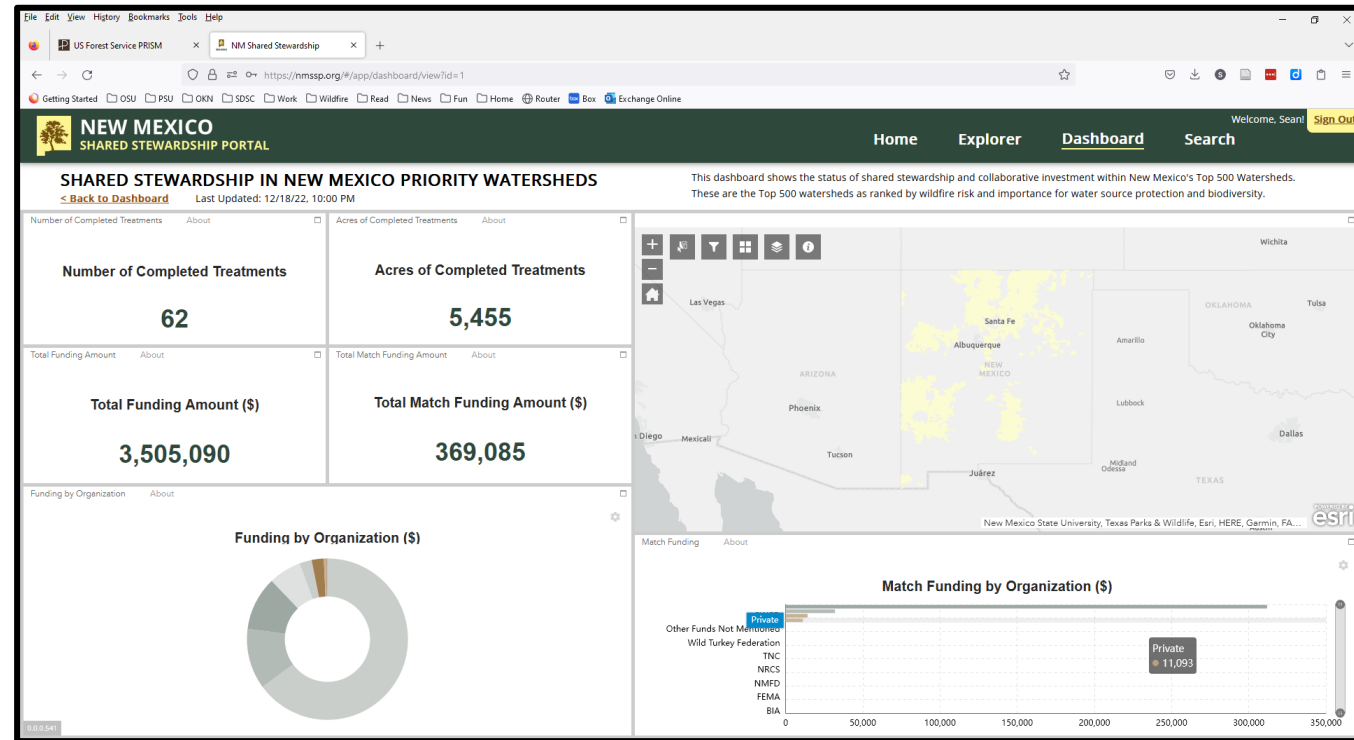 File Edit View History Bookmarks Tools Help
US Forest Service PRISM
NM Shared Stewardship
https://nmssp.org/#/app/dashboard/view?id=1
Getting Started OSU PSU OKN SDSC Work Wildfire Read News Fun Home Router Box Exchange Online
NEW MEXICO
SHARED STEWARDSHIP PORTAL
Welcome, Sean! Sign Out
Home Explorer Dashboard Search
SHARED STEWARDSHIP IN NEW MEXICO PRIORITY WATERSHEDS
< Back to Dashboard Last Updated: 12/18/22, 10:00 PM
This dashboard shows the status of shared stewardship and collaborative investment within New Mexico's Top 500 Watersheds.
These are the Top 500 watersheds as ranked by wildfire risk and importance for water source protection and biodiversity.
Number of Completed Treatments About
Number of Completed Treatments
62
Acres of Completed Treatments About
Acres of Completed Treatments
5,455
Total Funding Amount About
Total Funding Amount ($)
3,505,090
Total Match Funding Amount About
Total Match Funding Amount ($)
369,085
Funding by Organization About
Funding by Organization ($)
0.0.0.541
Wichita
Las Vegas
Santa Fe
OKLAHOMA
Tulsa
Oklahoma
City
Albuquerque
Amarillo
NEW
MEXICO
ARIZONA
Phoenix
Lubbock
Diego
Mexicali
Dallas
Tucson
Midland
Odessa
Juárez
TEXAS
New Mexico State University, Texas Parks & Wildlife, Esri, HERE, Garmin, FA...
esri
Match Funding About
Match Funding by Organization ($)
Private
Other Funds Not Mentioned
Wild Turkey Federation
TNC
NRCS
NMFD
FEMA
BIA
Private
11,093
0 50,000 100,000 150,000 200,000 250,000 300,000 350,000